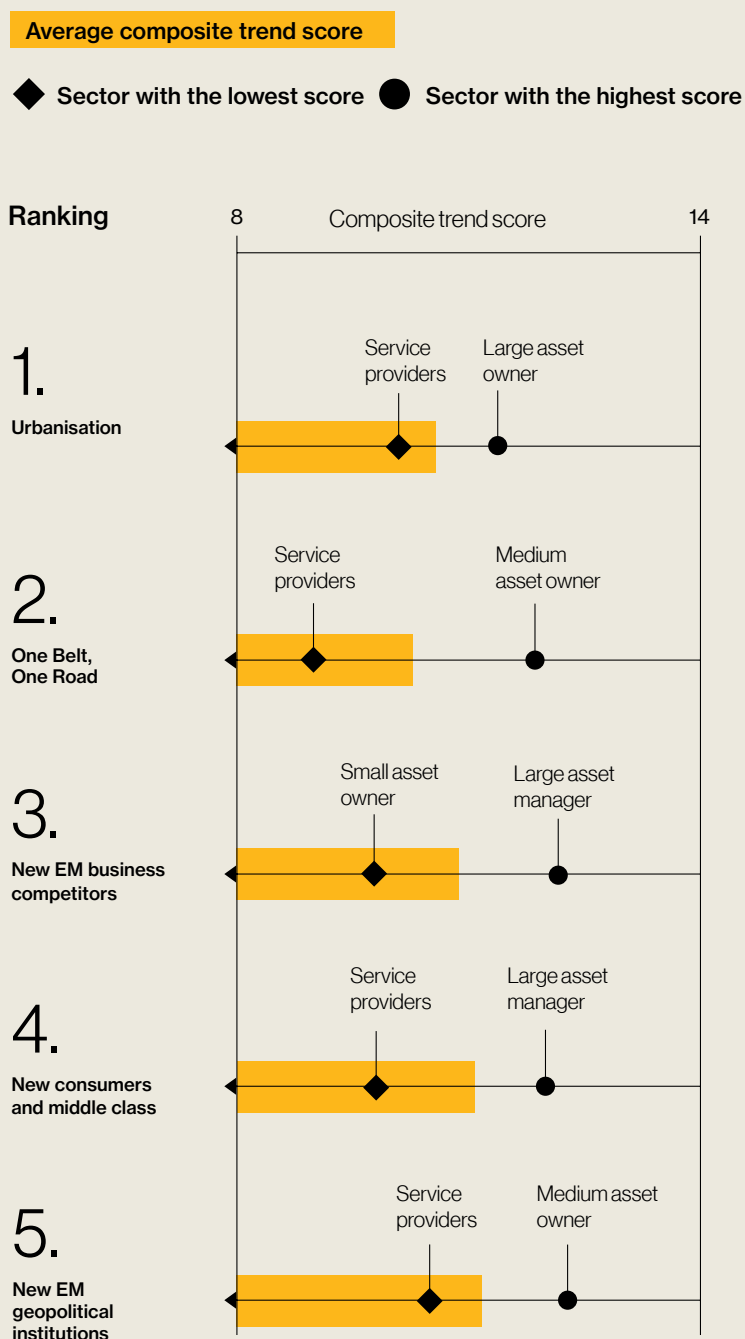 Average composite trend score
Sector with the lowest score
Sector with the highest score
Ranking
8
Composite trend score
14
1.
Urbanisation
Service
providers
Large asset
owner
2.
One Belt,
One Road
Service
providers
Medium
asset owner
3.
New EM business
competitors
Small asset
owner
Large asset
manager
4.
New consumers
and middle class
Service
providers
Large asset
manager
5.
New EM
geopolitical
institutions
Service
providers
Medium asset
owner